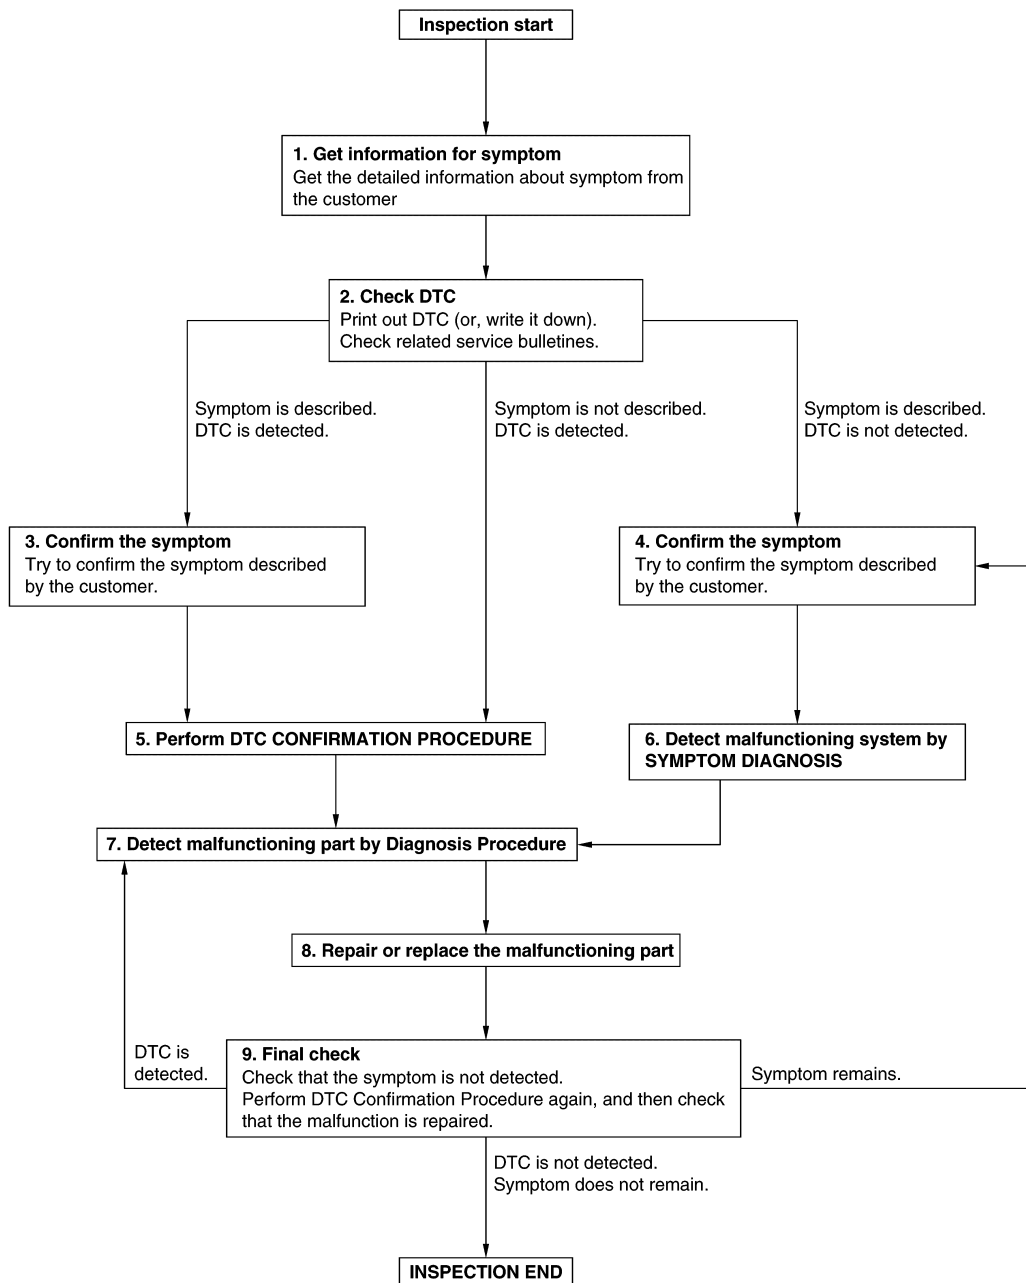 Inspection start
1. Get information for symptom
Get the detailed information about symptom from
the customer
2. Check DTC
Print out DTC (or, write it down).
Check related service bulletines.
Symptom is described.
DTC is detected.
Symptom is not described.
DTC is detected.
Symptom is described.
DTC is not detected.
3. Confirm the symptom
Try to confirm the symptom described
by the customer.
4. Confirm the symptom
Try to confirm the symptom described
by the customer.
5. Perform DTC CONFIRMATION PROCEDURE
6. Detect malfunctioning system by
SYMPTOM DIAGNOSIS
7. Detect malfunctioning part by Diagnosis Procedure
8. Repair or replace the malfunctioning part
DTC is
detected.
9. Final check
Check that the symptom is not detected.
Perform DTC Confirmation Procedure again, and then check
that the malfunction is repaired.
Symptom remains.
DTC is not detected.
Symptom does not remain.
INSPECTION END